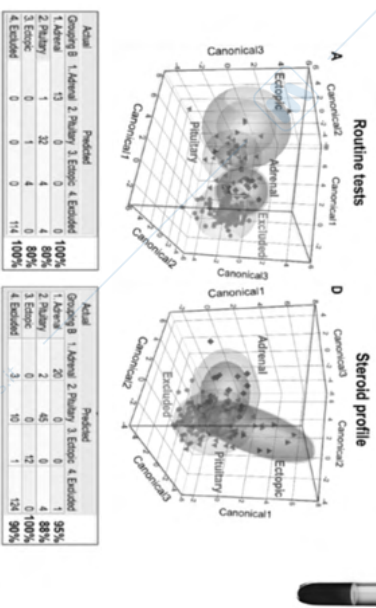 Routine tests
A
Canonical2
Canonical1
Canonical3
Ectopic
Adrenal
Excluded
Pituitary
Canonical3
Canonical1
Canonical2
Actual Predicted
Grouping B 1. Adrenal 2. Pituitary 3. Ectopic 4. Excluded
1. Adrenal 13 0 0 0 100%
2. Pituitary 1 32 4 4 80%
3. Ectopic 0 1 4 0 80%
4. Excluded 0 0 0 114 100%
Steroid profile
D
Canonical3
Canonical2
Canonical1
Adrenal
Ectopic
Excluded
Pituitary
Canonical1
Canonical2
Canonical3
Actual Predicted
Grouping B 1. Adrenal 2. Pituitary 3. Ectopic 4. Excluded
1. Adrenal 20 0 0 1 95%
2. Pituitary 2 45 0 4 88%
3. Ectopic 0 0 12 0 100%
4. Excluded 3 10 1 124 90%